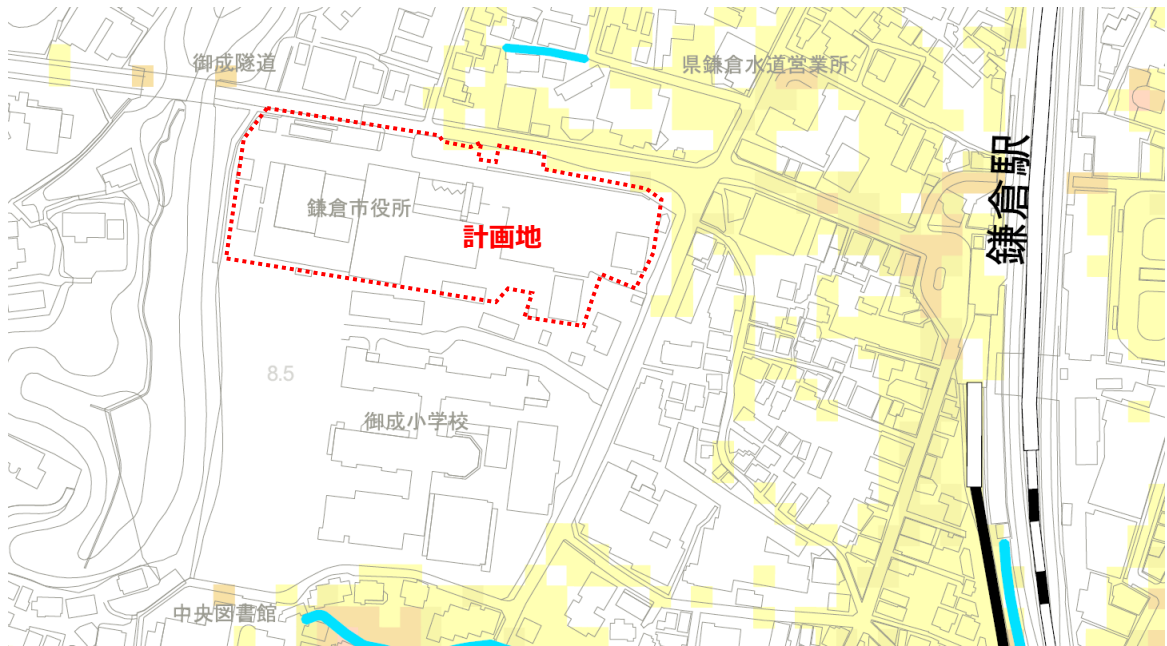 御成隧道
県鎌倉水道営業所
鎌倉駅
鎌倉市役所
計画地
8.5
御成小学校
中央図書館